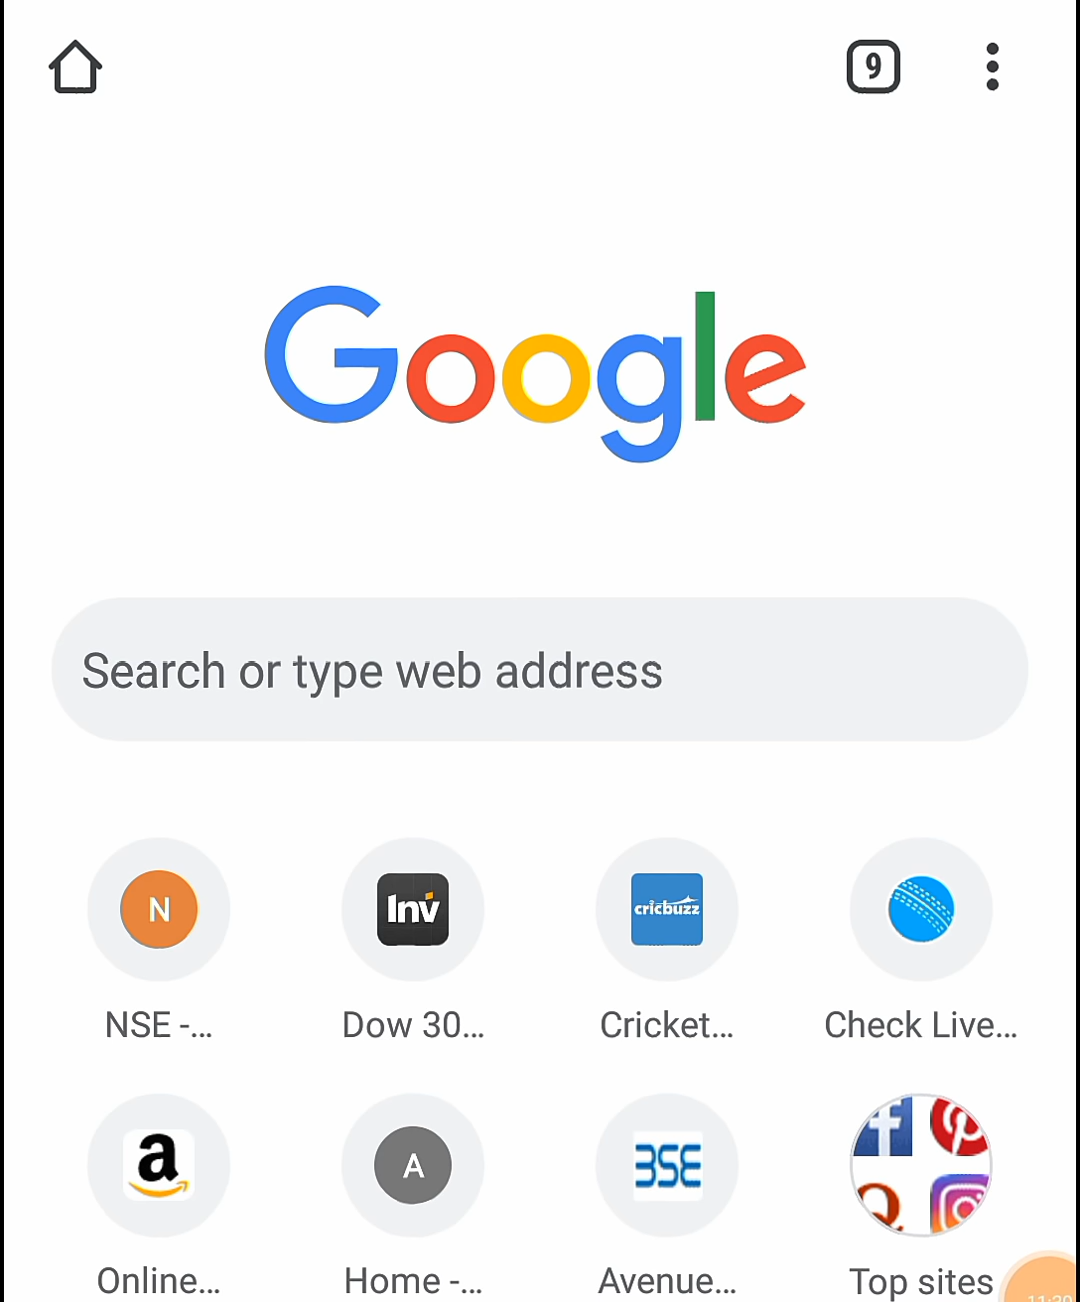 9
Google
Search or type web address
N
Inv
cricbuzz
NSE -...
Dow 30...
Cricket...
Check Live...
a
A
BSE
f
Online...
Home -...
Avenue...
Top sites